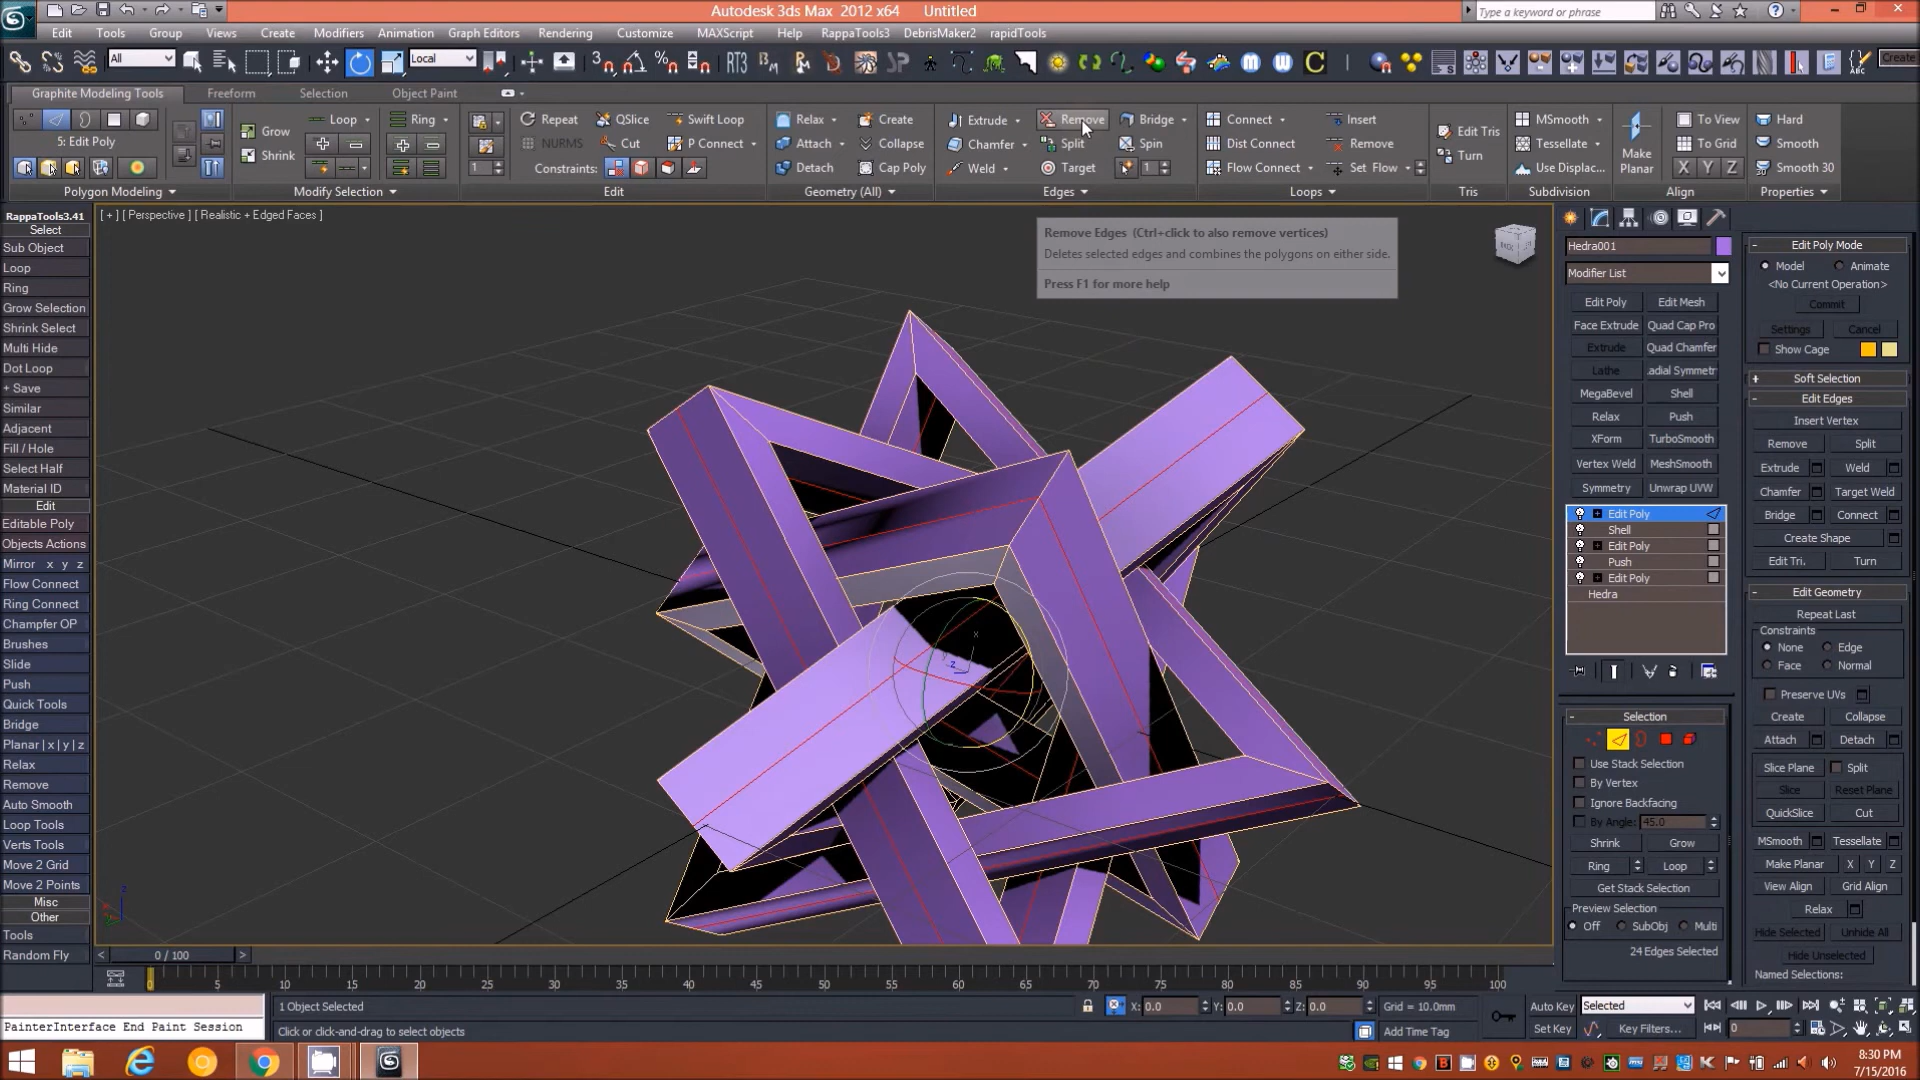 Autodesk 3ds Max 2012 x64 Untitled
Type a keyword or phrase
Edit Tools Group Views Create Modifiers Animation Graph Editors Rendering Customize MAXScript Help RappaTools3 DebrisMaker2 rapidTools
All Local RT3 Create
Graphite Modeling Tools Freeform Selection Object Paint
Grow Loop Ring Repeat QSlice Swift Loop Relax Create Extrude Remove Bridge Connect Insert MSmooth To View Hard
5: Edit Poly Shrink NURMS Cut P Connect Attach Collapse Chamfer Split Spin Dist Connect Remove Edit Tris Turn Tessellate Make Planar To Grid Smooth
Constraints: Detach Cap Poly Weld Target 1 Flow Connect Set Flow Use Displac... X Y Z Smooth 30
Polygon Modeling Modify Selection Edit Geometry (All) Edges Loops Tris Subdivision Align Properties
[ + ] [ Perspective ] [ Realistic + Edged Faces ]
Remove Edges (Ctrl+click to also remove vertices)
Deletes selected edges and combines the polygons on either side.
Press F1 for more help
RappaTools3.41
Select
Sub Object
Loop
Ring
Grow Selection
Shrink Select
Multi Hide
Dot Loop
+ Save
Similar
Adjacent
Fill / Hole
Select Half
Material ID
Edit
Editable Poly
Objects Actions
Mirror x y z
Flow Connect
Ring Connect
Champfer OP
Brushes
Slide
Push
Quick Tools
Bridge
Planar | x | y | z
Relax
Remove
Auto Smooth
Loop Tools
Verts Tools
Move 2 Grid
Move 2 Points
Misc
Other
Tools
Random Fly
Hedra001
Modifier List
Edit Poly Edit Mesh
Face Extrude Quad Cap Pro
Extrude Quad Chamfer
Lathe adial Symmetr
MegaBevel Shell
Relax Push
XForm TurboSmooth
Vertex Weld MeshSmooth
Symmetry Unwrap UVW
Edit Poly
Shell
Edit Poly
Push
Edit Poly
Hedra
Selection
Use Stack Selection
By Vertex
Ignore Backfacing
By Angle: 45.0
Shrink Grow
Ring Loop
Get Stack Selection
Preview Selection
Off SubObj Multi
24 Edges Selected
Edit Poly Mode
Model Animate
<No Current Operation>
Commit
Settings Cancel
Show Cage
Soft Selection
Edit Edges
Insert Vertex
Remove Split
Extrude Weld
Chamfer Target Weld
Bridge Connect
Create Shape
Edit Tri. Turn
Edit Geometry
Repeat Last
Constraints
None Edge
Face Normal
Preserve UVs
Create Collapse
Attach Detach
Slice Plane Split
Slice Reset Plane
QuickSlice Cut
MSmooth Tessellate
Make Planar X Y Z
View Align Grid Align
Relax
Hide Selected Unhide All
Hide Unselected
Named Selections:
0 / 100
0 5 10 15 20 25 30 35 40 45 50 55 60 65 70 75 80 85 90 95 100
1 Object Selected X: 0.0 Y: 0.0 Z: 0.0 Grid = 10.0mm Auto Key Selected
PainterInterface End Paint Session Click or click-and-drag to select objects Add Time Tag Set Key Key Filters... 0
8:30 PM
7/15/2016